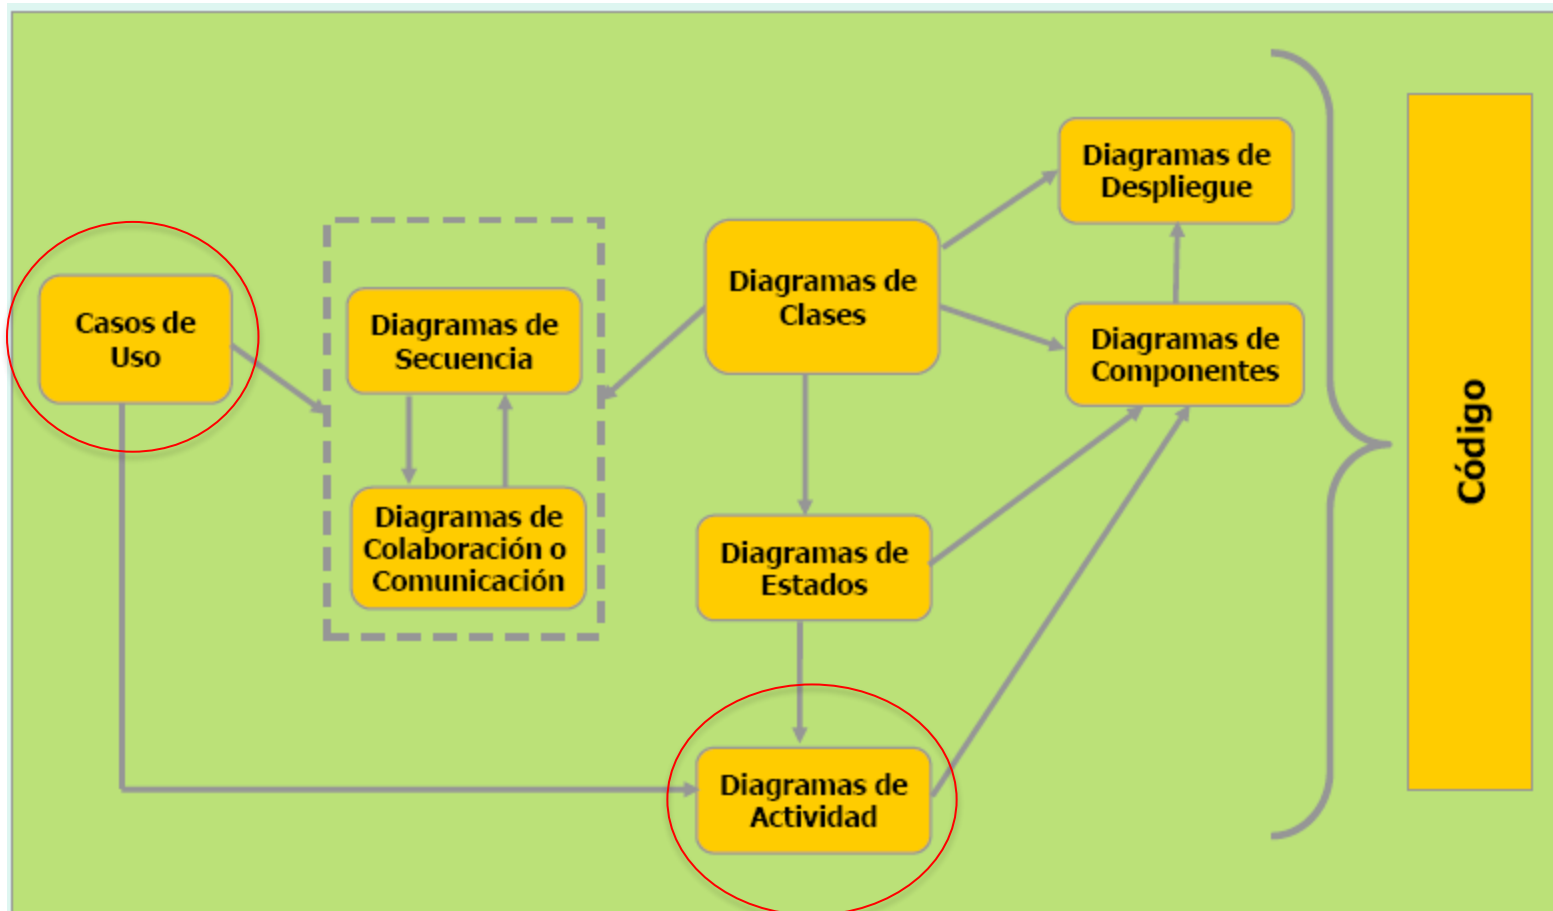 Casos de
Uso
Diagramas de
Secuencia
Diagramas de
Colaboración o
Comunicación
Diagramas de
Clases
Diagramas de
Estados
Diagramas de
Actividad
Diagramas de
Despliegue
Diagramas de
Componentes
Código